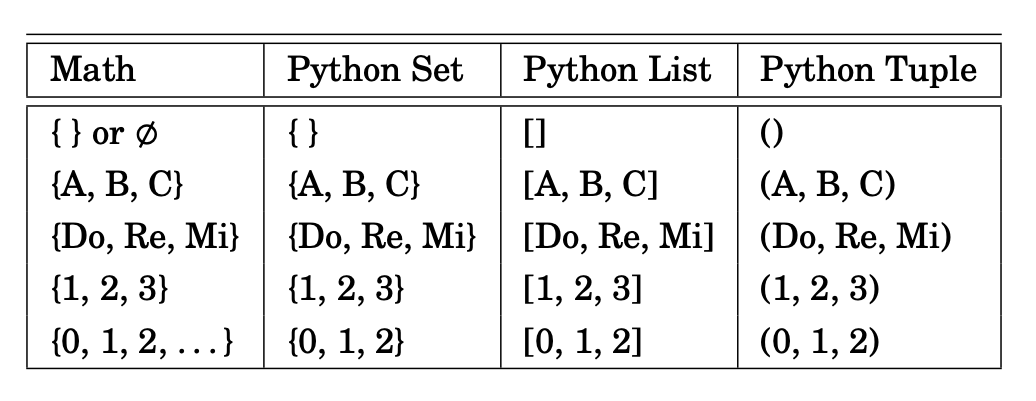 Math Python Set Python List Python Tuple
{ } or ∅ { } [] ()
{A, B, C} {A, B, C} [A, B, C] (A, B, C)
{Do, Re, Mi} {Do, Re, Mi} [Do, Re, Mi] (Do, Re, Mi)
{1, 2, 3} {1, 2, 3} [1, 2, 3] (1, 2, 3)
{0, 1, 2, ...} {0, 1, 2} [0, 1, 2] (0, 1, 2)